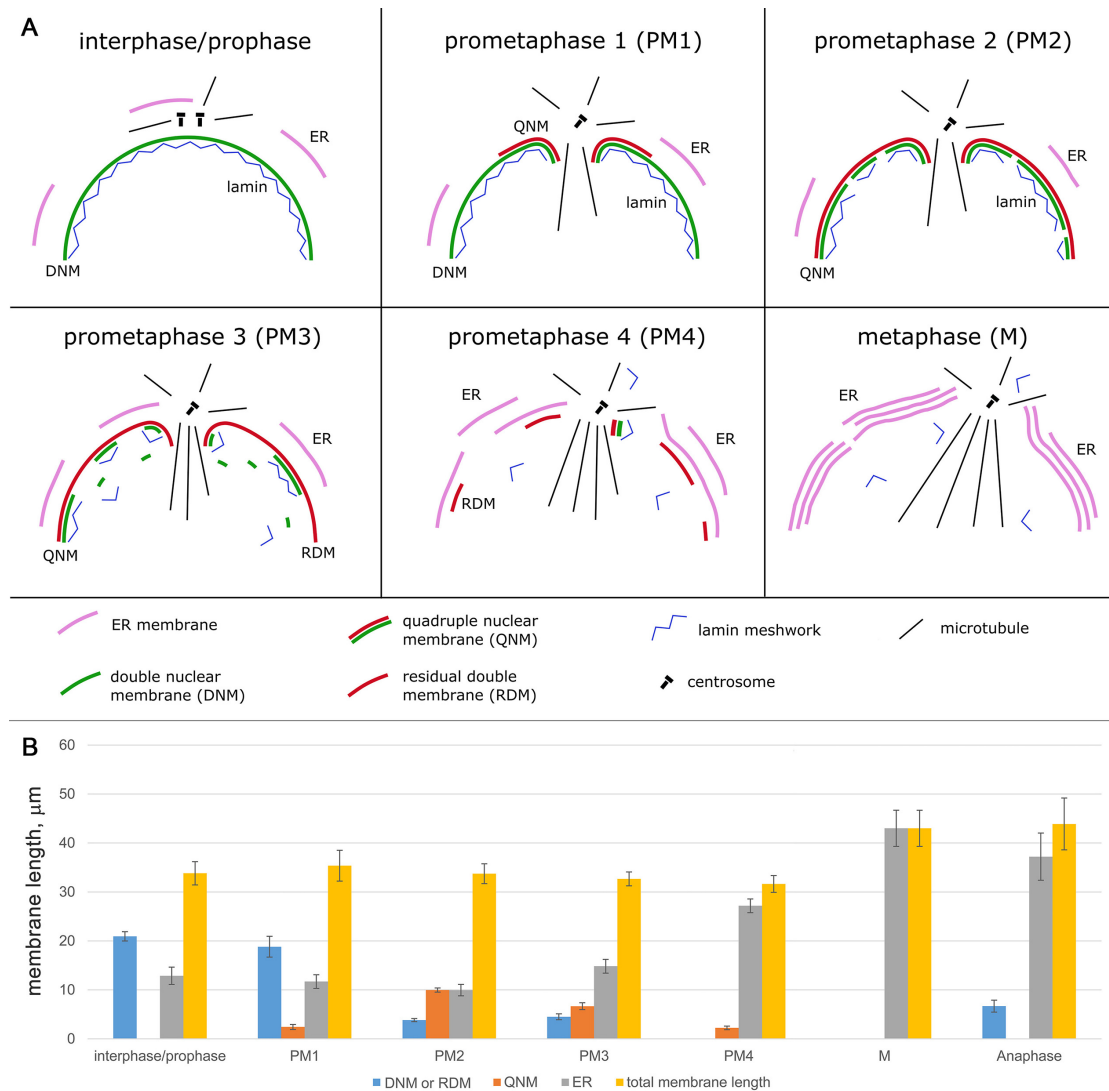 A
interphase/prophase
ER
lamin
DNM
prometaphase 1 (PM1)
QNM
ER
lamin
DNM
prometaphase 2 (PM2)
ER
lamin
QNM
prometaphase 3 (PM3)
ER
QNM
RDM
prometaphase 4 (PM4)
ER
ER
RDM
metaphase (M)
ER
ER
ER membrane
quadruple nuclear
membrane (QNM)
lamin meshwork
microtubule
double nuclear
membrane (DNM)
residual double
membrane (RDM)
centrosome
B
membrane length, μm
60
50
40
30
20
10
0
interphase/prophase
PM1
PM2
PM3
PM4
M
Anaphase
DNM or RDM
QNM
ER
total membrane length